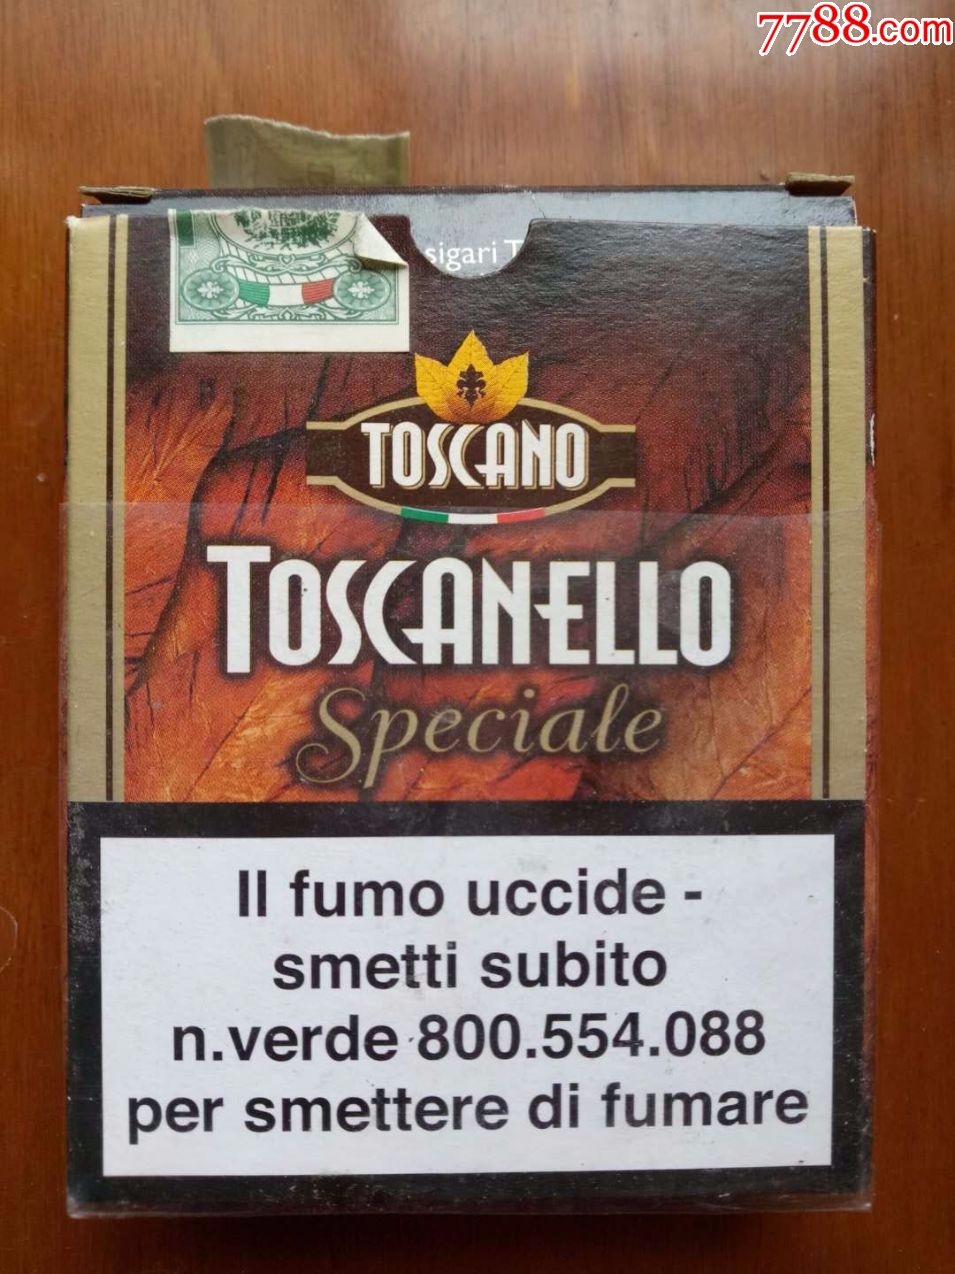 7788.com
sigari T
TOSCANO
TOSCANELLO
Speciale
Il fumo uccide -
smetti subito
n.verde 800.554.088
per smettere di fumare